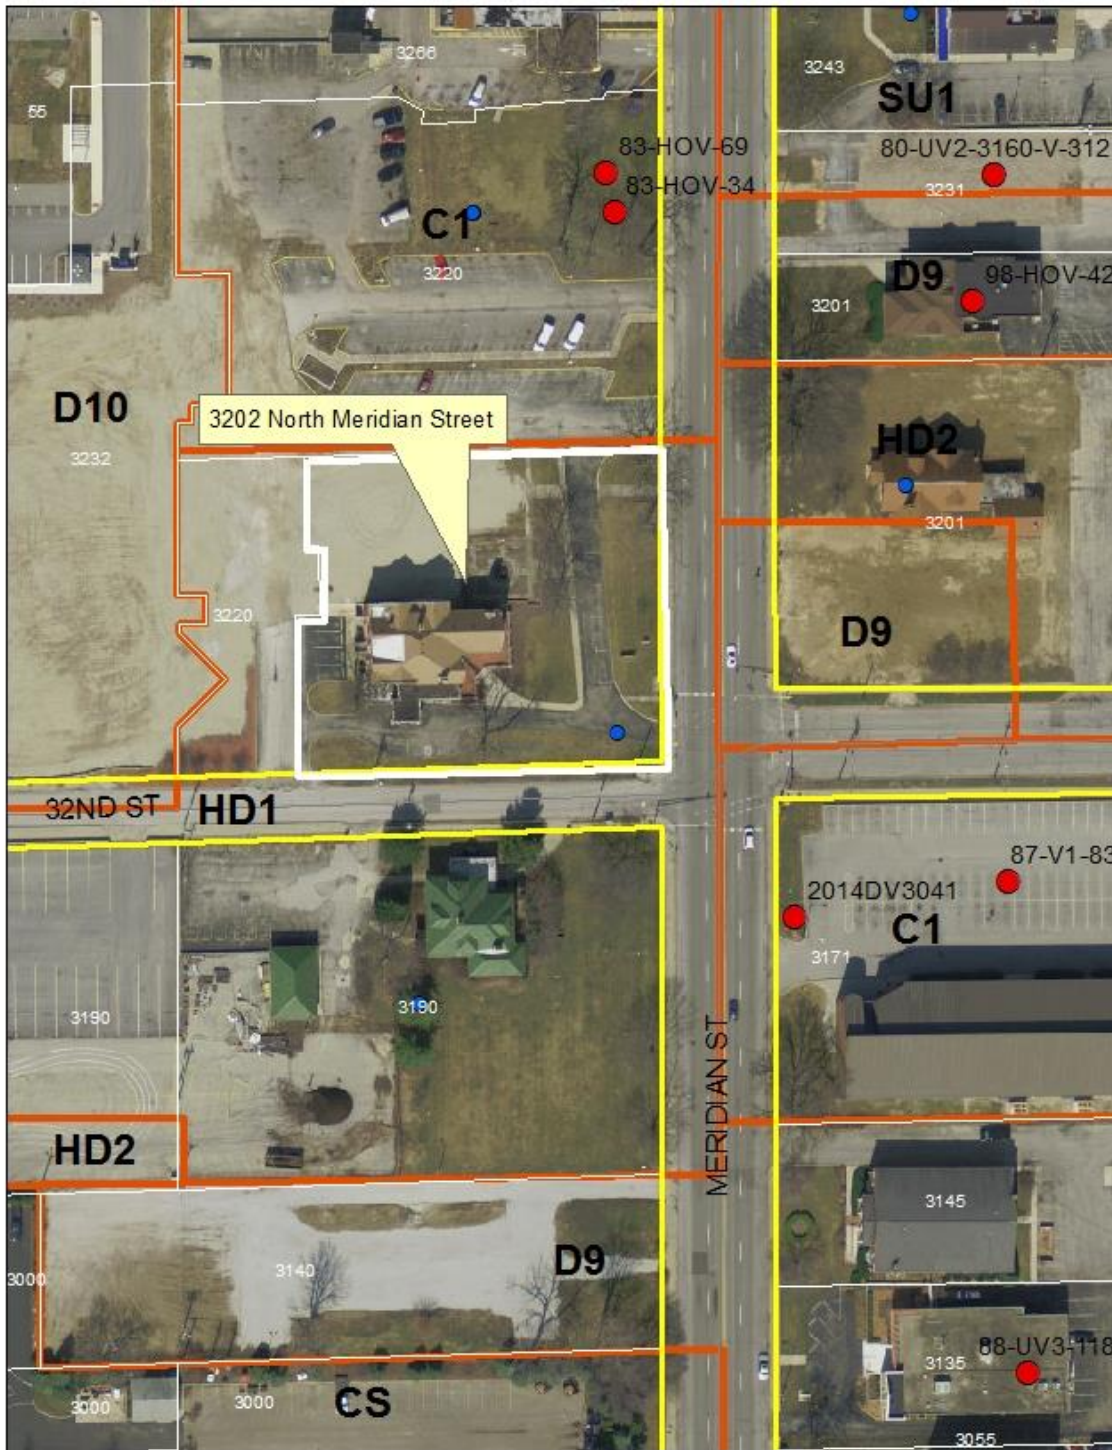 3266
55
3243
SU1
83-HOV-69
80-UV2-3160-V-312
83-HOV-34
3231
C1
3220
D9
98-HOV-42
3201
D10
3202 North Meridian Street
3232
HD2
3201
3220
D9
32ND ST
HD1
87-V1-83
2014DV3041
C1
3171
3190
3190
MERIDIAN ST
HD2
3145
D9
3140
3000
88-UV3-118
3135
3000
3000
CS
3055